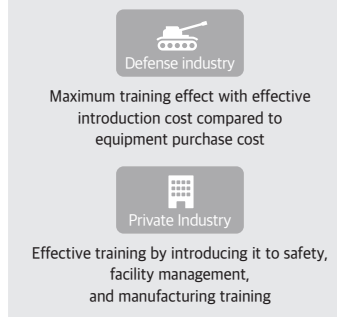 Defense industry
Maximum training effect with effective
introduction cost compared to
equipment purchase cost
Private Industry
Effective training by introducing it to safety,
facility management,
and manufacturing training